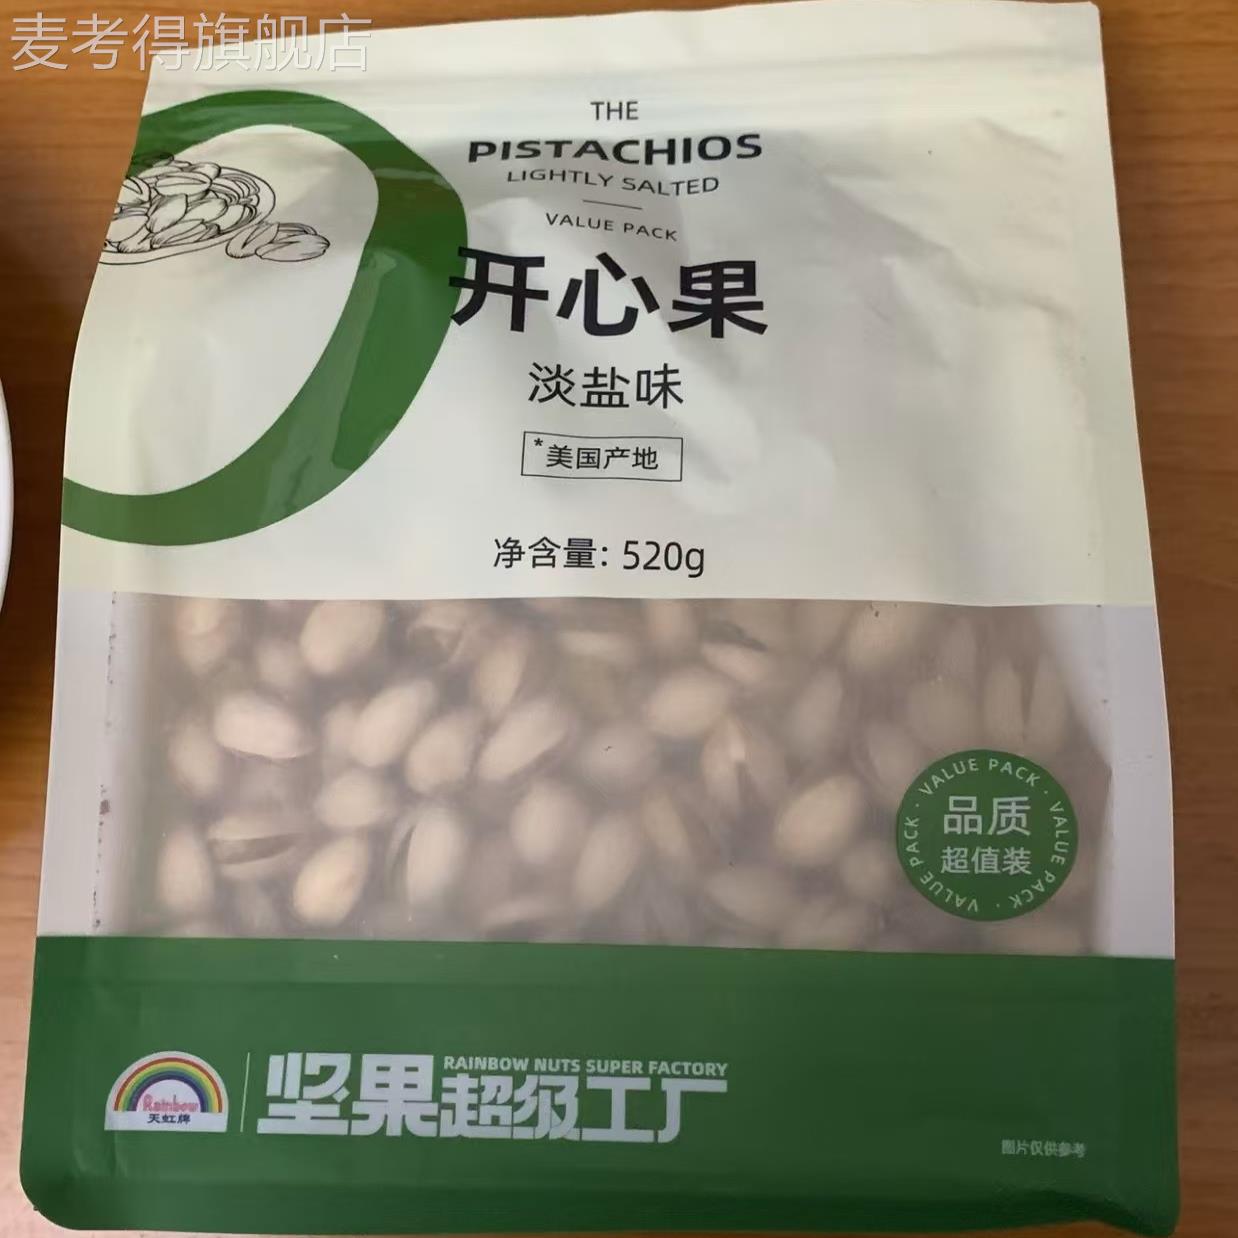 麦考得旗舰店
THE
PISTACHIOS
LIGHTLY SALTED
VALUE PACK
开心果
淡盐味
*美国产地
净含量: 520g
VALUE PACK · VALUE PACK · VALUE PACK ·
品质
超值装
Rainbow
天虹牌
坚果超级工厂
RAINBOW NUTS SUPER FACTORY
图片仅供参考